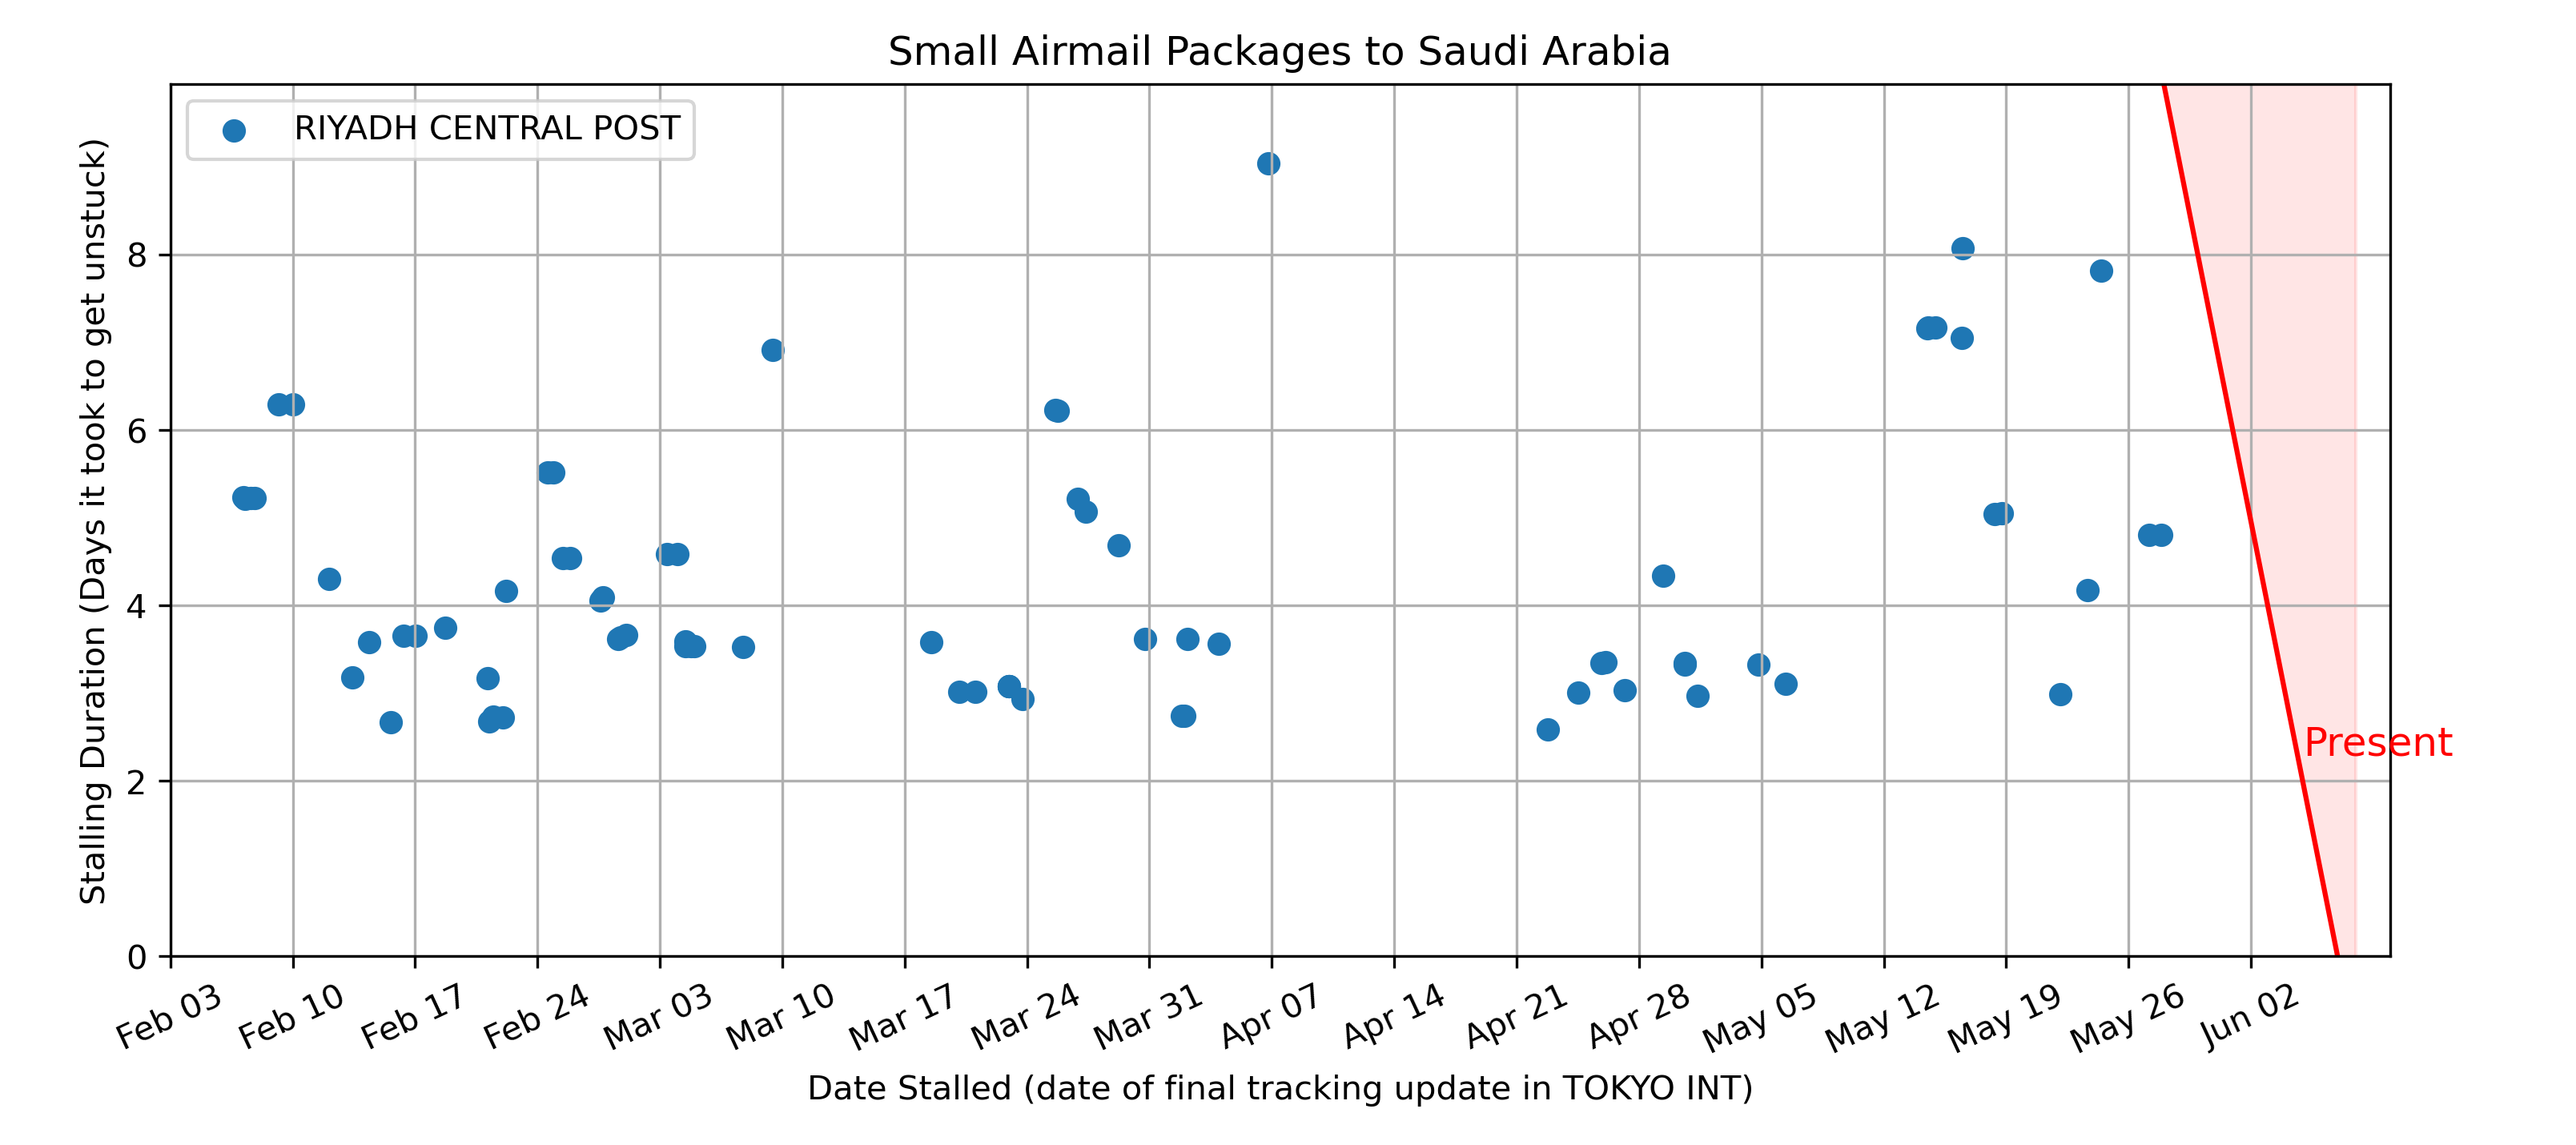 Small Airmail Packages to Saudi Arabia
RIYADH CENTRAL POST
Stalling Duration (Days it took to get unstuck)
8
6
4
2
0
Present
Feb 03
Feb 10
Feb 17
Feb 24
Mar 03
Mar 10
Mar 17
Mar 24
Mar 31
Apr 07
Apr 14
Apr 21
Apr 28
May 05
May 12
May 19
May 26
Jun 02
Date Stalled (date of final tracking update in TOKYO INT)